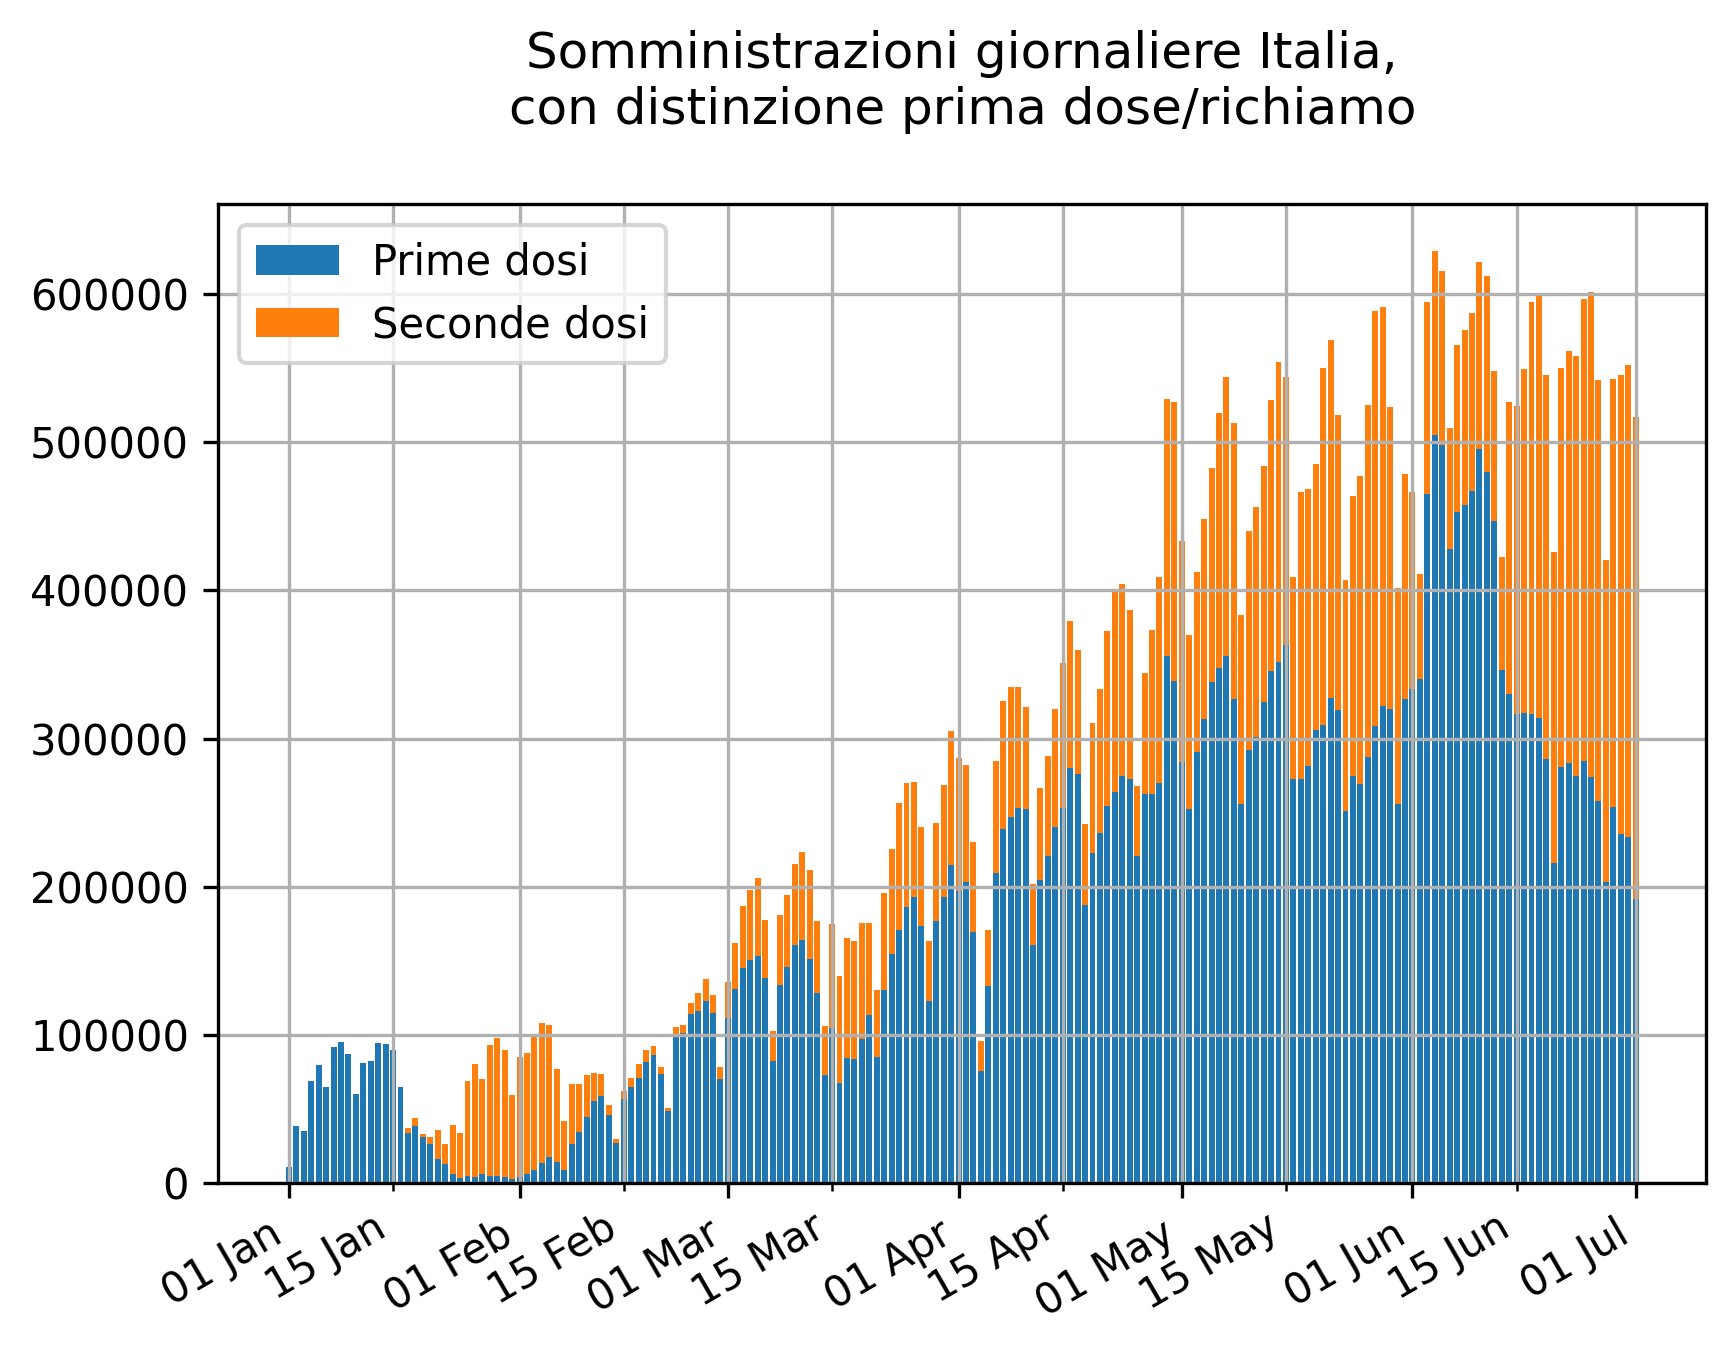 Somministrazioni giornaliere Italia,
con distinzione prima dose/richiamo
Prime dosi
Seconde dosi
600000
500000
400000
300000
200000
100000
0
01 Jan
15 Jan
01 Feb
15 Feb
01 Mar
15 Mar
01 Apr
15 Apr
01 May
15 May
01 Jun
15 Jun
01 Jul